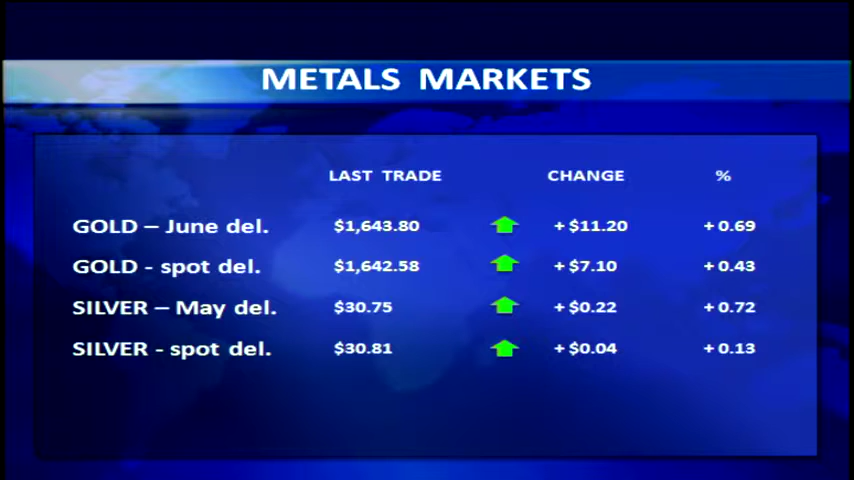 METALS MARKETS
LAST TRADE CHANGE %
GOLD – June del. $1,643.80 + $11.20 + 0.69
GOLD - spot del. $1,642.58 + $7.10 + 0.43
SILVER – May del. $30.75 + $0.22 + 0.72
SILVER - spot del. $30.81 + $0.04 + 0.13